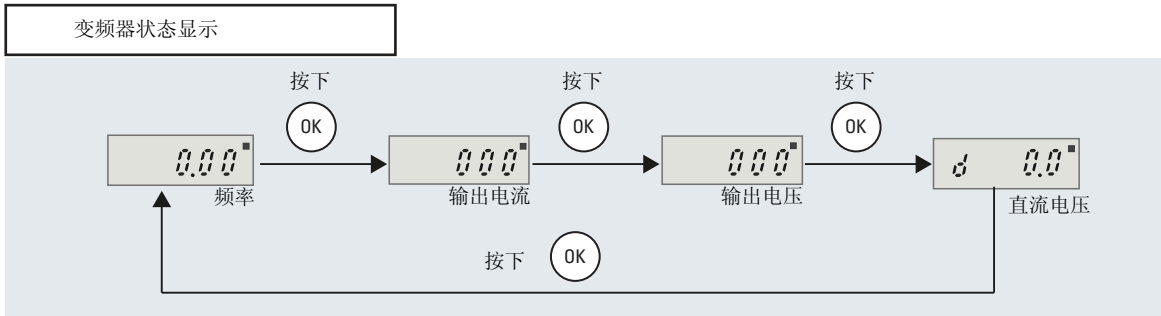 变频器状态显示
按下 按下 按下
OK OK OK
0.00 000 000 d 0.0
频率 输出电流 输出电压 直流电压
按下 OK